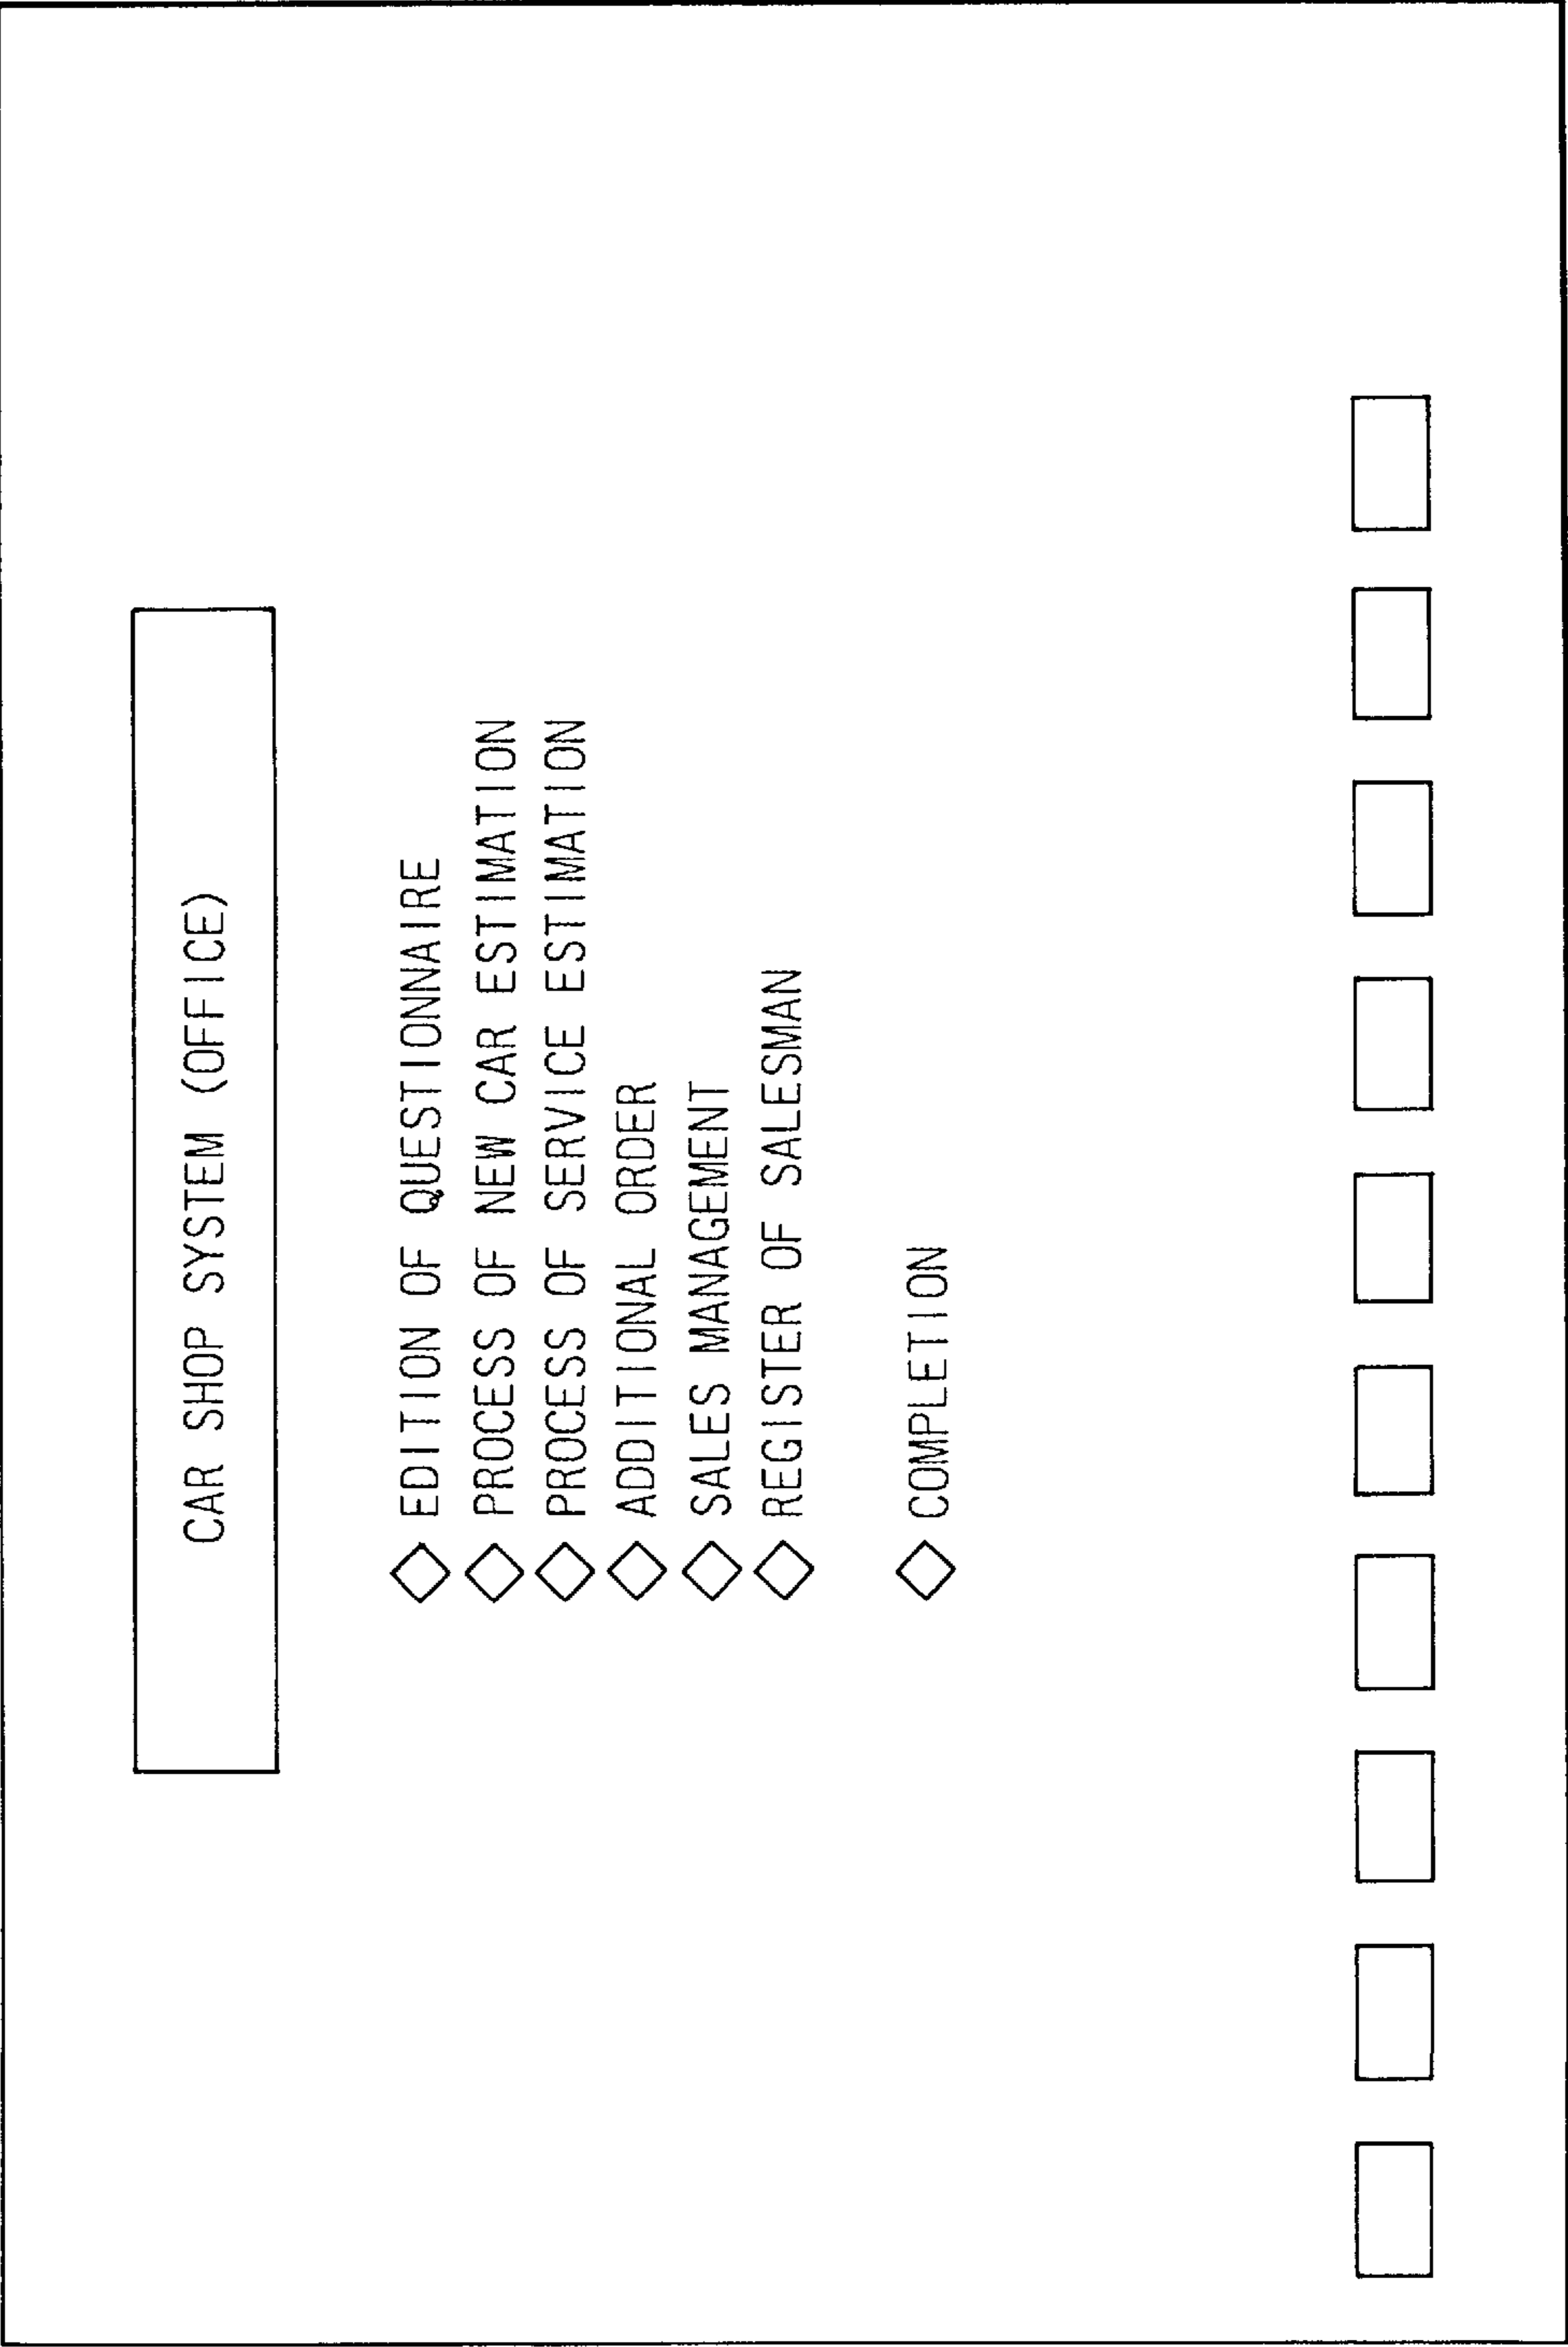 CAR SHOP SYSTEM (OFFICE)
EDITION OF QUESTIONNAIRE
PROCESS OF NEW CAR ESTIMATION
PROCESS OF SERVICE ESTIMATION
ADDITIONAL ORDER
SALES MANAGEMENT
REGISTER OF SALESMAN
COMPLETION